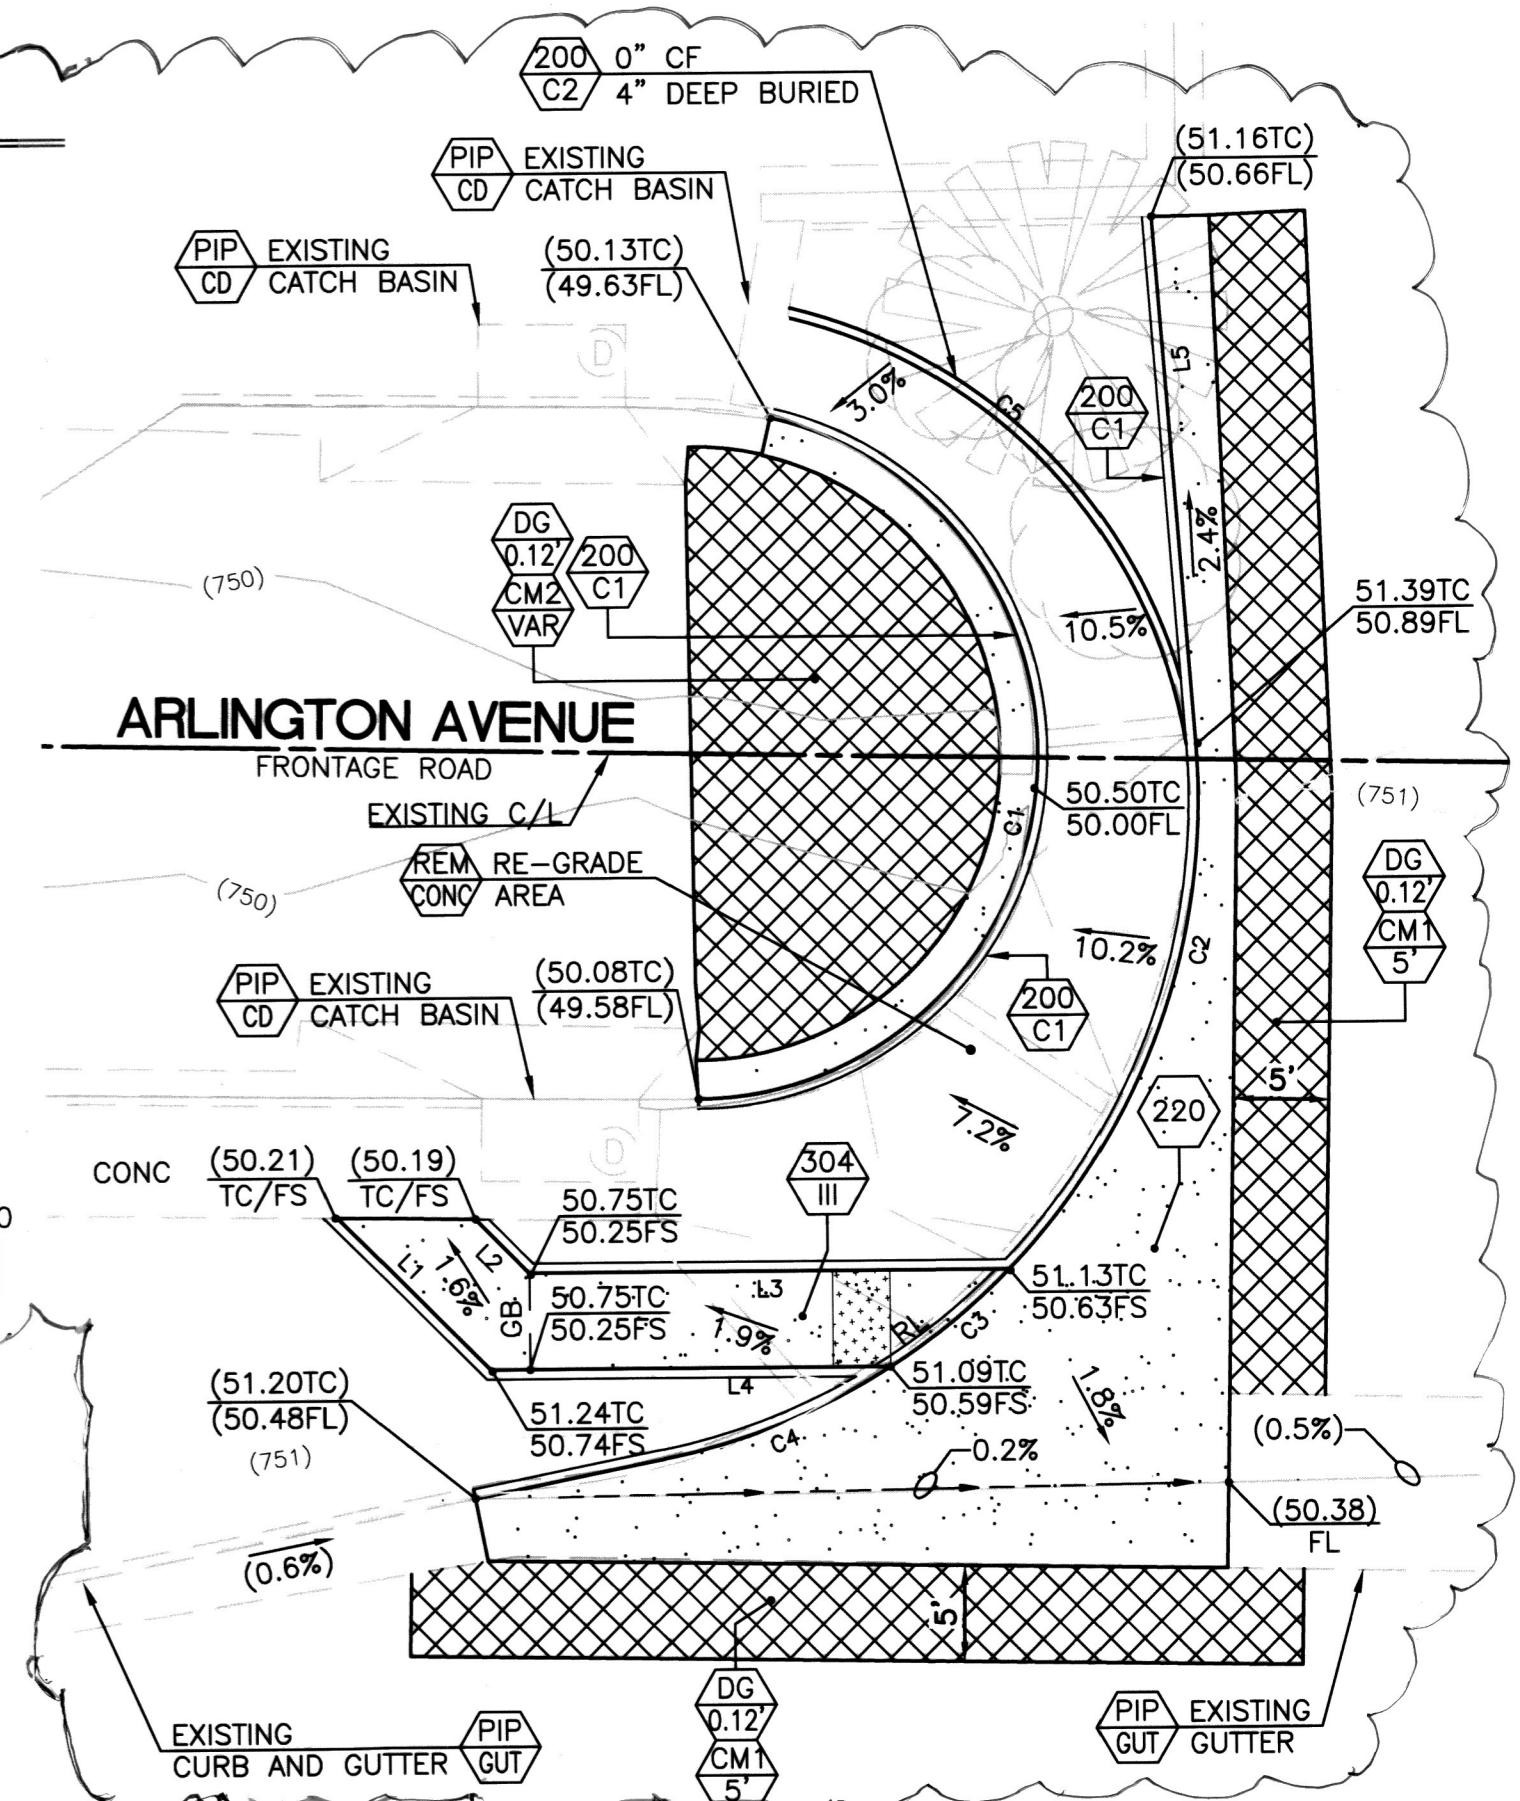 200 0” CF
C2 4” DEEP BURIED
(51.16TC)
(50.66FL)
PIP EXISTING
CD CATCH BASIN
PIP EXISTING
CD CATCH BASIN
(50.13TC)
(49.63FL)
D
L5
3.0%
C5
200
C1
2.4%
DG
0.12'
CM2
VAR
200
C1
(750)
51.39TC
50.89FL
10.5%
ARLINGTON AVENUE
FRONTAGE ROAD
EXISTING C/L
50.50TC
50.00FL
(751)
C1
REM RE-GRADE
CONC AREA
(750)
DG
0.12'
CM1
5'
10.2%
C2
PIP EXISTING
CD CATCH BASIN
(50.08TC)
(49.58FL)
200
C1
5'
220
7.2%
D
CONC
(50.21)
TC/FS
(50.19)
TC/FS
304
III
0
50.75TC
50.25FS
L1
L2
1.6%
GB
L3
50.75TC
50.25FS
1.9%
RL
C3
51.13TC
50.63FS
L4
51.09TC
50.59FS
1.8%
(51.20TC)
(50.48FL)
51.24TC
50.74FS
C4
(751)
0.2%
(0.5%)
(50.38)
FL
(0.6%)
5'
DG
0.12'
CM1
5'
EXISTING PIP
CURB AND GUTTER GUT
PIP EXISTING
GUT GUTTER